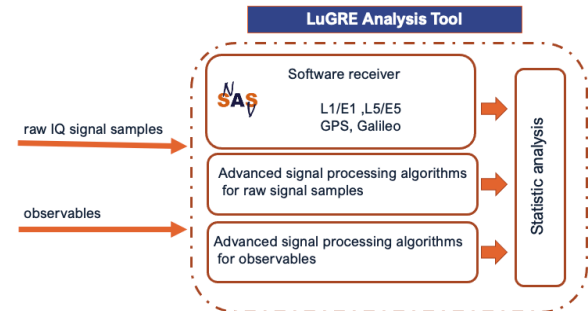 LuGRE Analysis Tool
Software receiver
SNAS
L1/E1 ,L5/E5
GPS, Galileo
raw IQ signal samples
Advanced signal processing algorithms
for raw signal samples
observables
Advanced signal processing algorithms
for observables
Statistic analysis